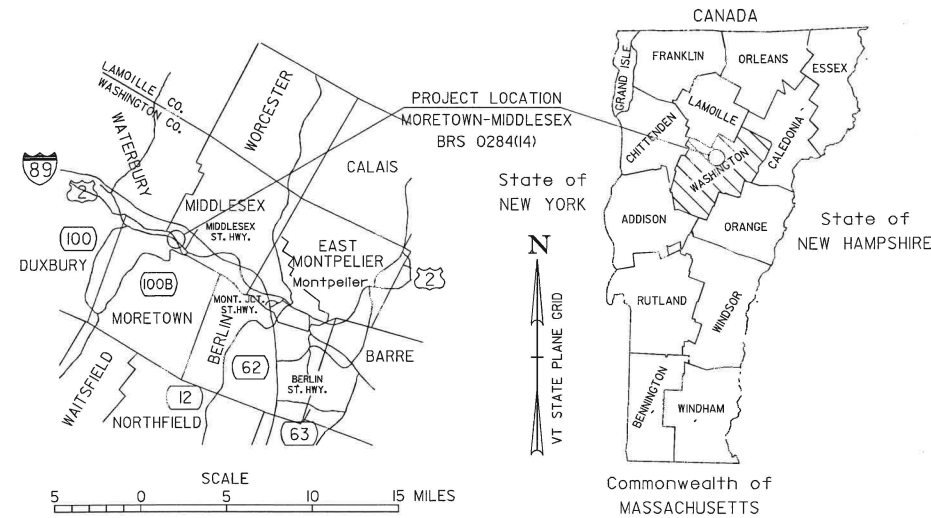 CANADA
LAMOILLE CO.
WASHINGTON CO.
WATERBURY
WORCESTER
PROJECT LOCATION
MORETOWN-MIDDLESEX
BRS 0284(14)
CALAIS
89
2
MIDDLESEX
MIDDLESEX
ST. HWY.
100
DUXBURY
100B
MORETOWN
MONT. JCT.
ST. HWY.
BERLIN
EAST
MONTPELIER
Montpelier
2
BARRE
62
BERLIN
ST. HWY.
WAITSFIELD
12
NORTHFIELD
63
SCALE
5 0 5 10 15 MILES
State of
NEW YORK
N
VT STATE PLANE GRID
GRAND ISLE
FRANKLIN
ORLEANS
ESSEX
LAMOILLE
CHITTENDEN
CALEDONIA
WASHINGTON
ADDISON
ORANGE
State of
NEW HAMPSHIRE
RUTLAND
WINDSOR
BENNINGTON
WINDHAM
Commonwealth of
MASSACHUSETTS